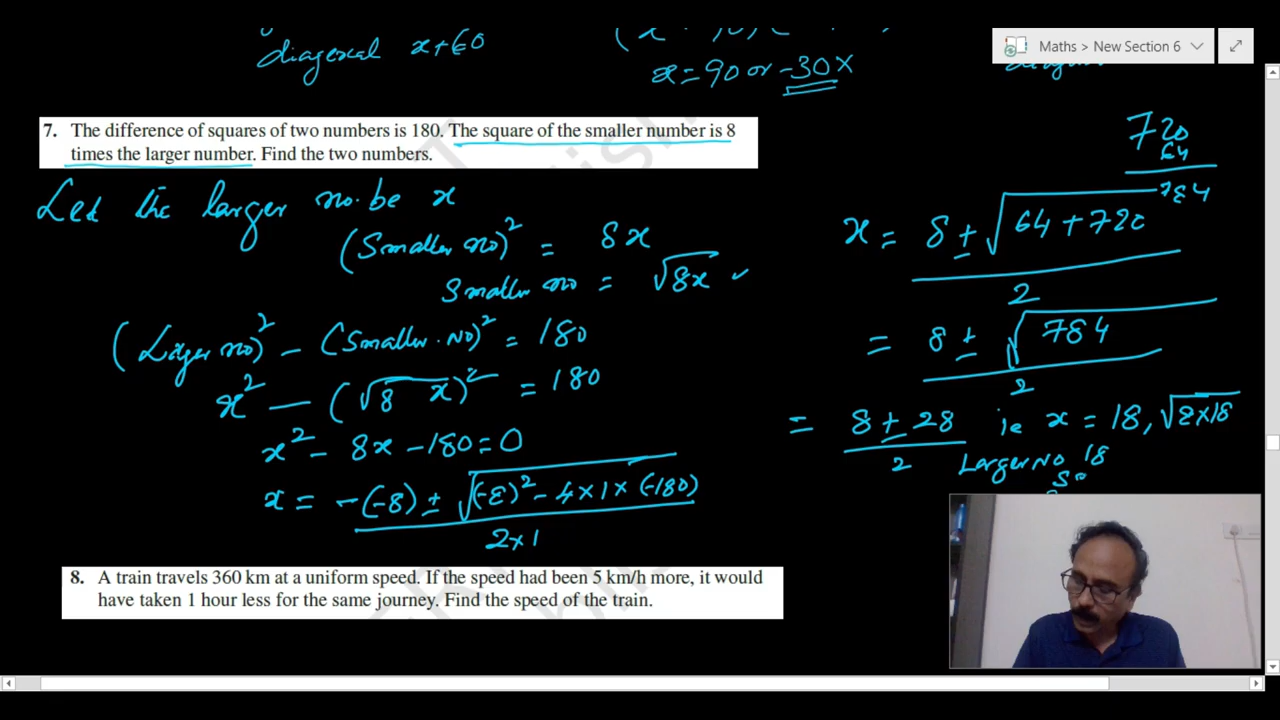 diagonal x+60
x=90 or -30 x
Maths > New Section 6
7. The difference of squares of two numbers is 180. The square of the smaller number is 8
times the larger number. Find the two numbers.
Let the larger no. be x
(Smaller no)² = 8x
Smaller no = √8x ✓
(Larger no)² - (Smaller. No)² = 180
x² - (√8 x)² = 180
x² - 8x - 180 = 0
x = -(-8) ± √(-8)² - 4×1×(-180)
2×1
720
64
784
x = 8 ± √64+720
2
= 8 ± √784
2
= 8 ± 28 ie x = 18, √8×18
2 Larger No 18
8. A train travels 360 km at a uniform speed. If the speed had been 5 km/h more, it would
have taken 1 hour less for the same journey. Find the speed of the train.